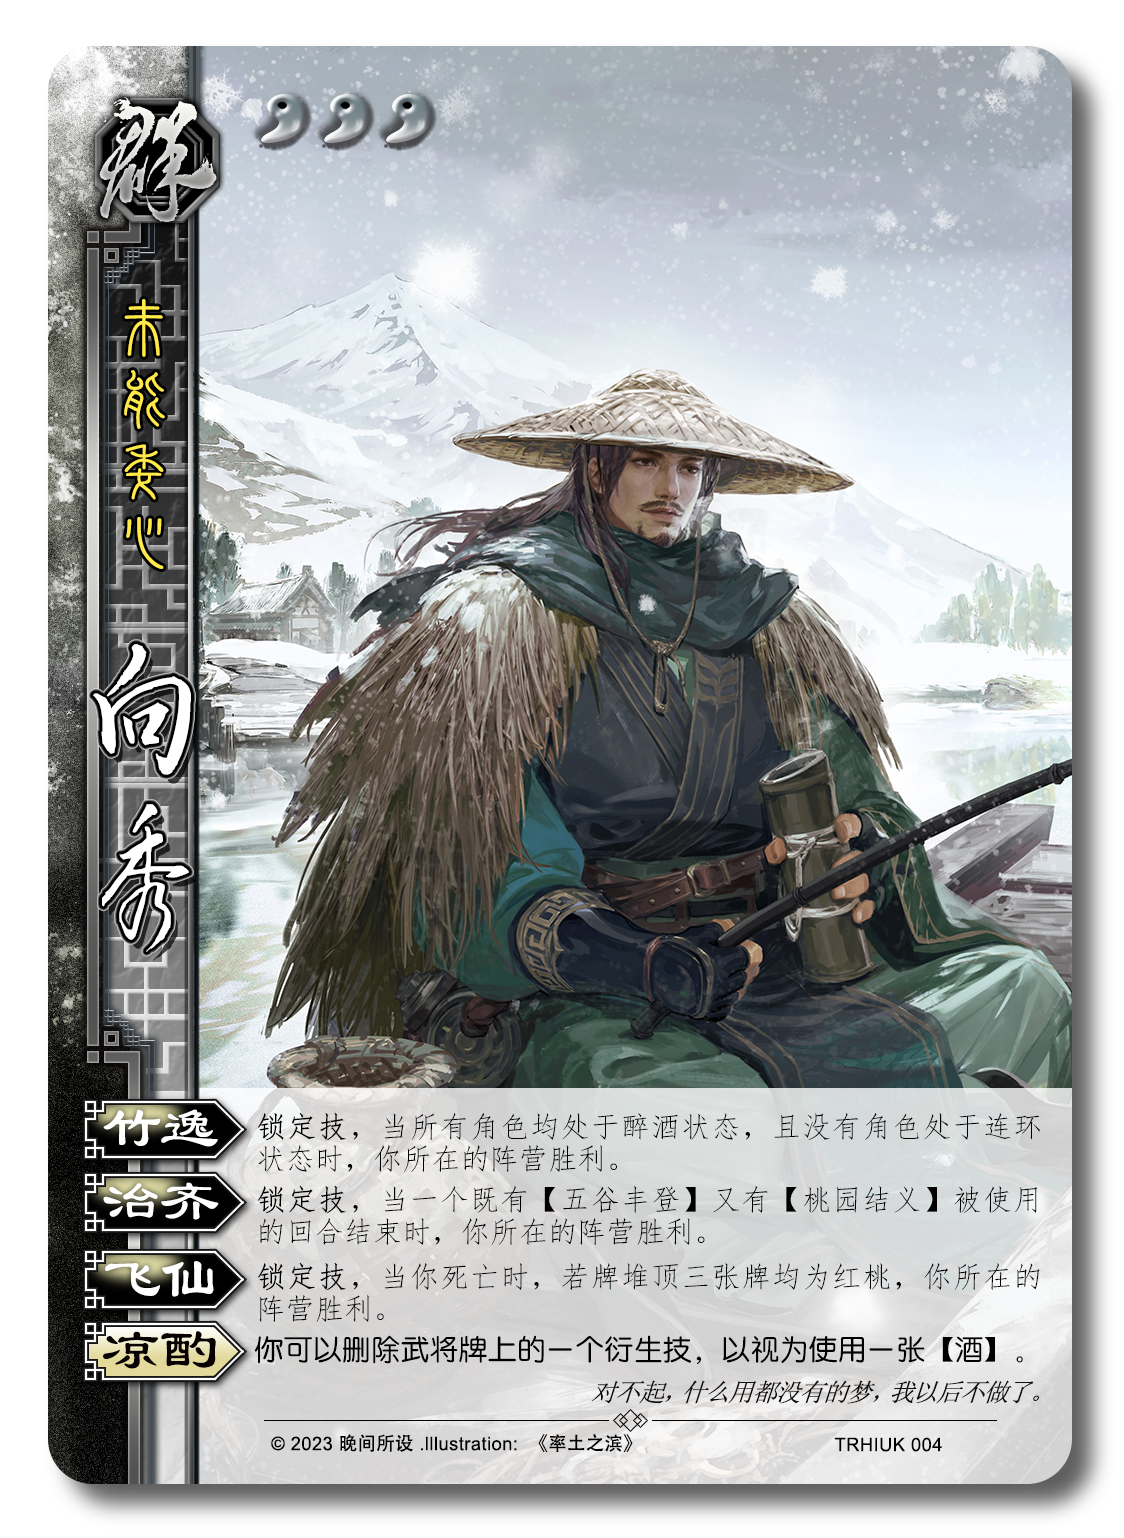 群
未能委心
向秀
竹逸
锁定技，当所有角色均处于醉酒状态，且没有角色处于连环
状态时，你所在的阵营胜利。
治齐
锁定技，当一个既有【五谷丰登】又有【桃园结义】被使用
的回合结束时，你所在的阵营胜利。
飞仙
锁定技，当你死亡时，若牌堆顶三张牌均为红桃，你所在的
阵营胜利。
凉酌
你可以删除武将牌上的一个衍生技，以视为使用一张【酒】。
对不起，什么用都没有的梦，我以后不做了。
© 2023 晚间所设 .Illustration: 《率土之滨》
TRHIUK 004